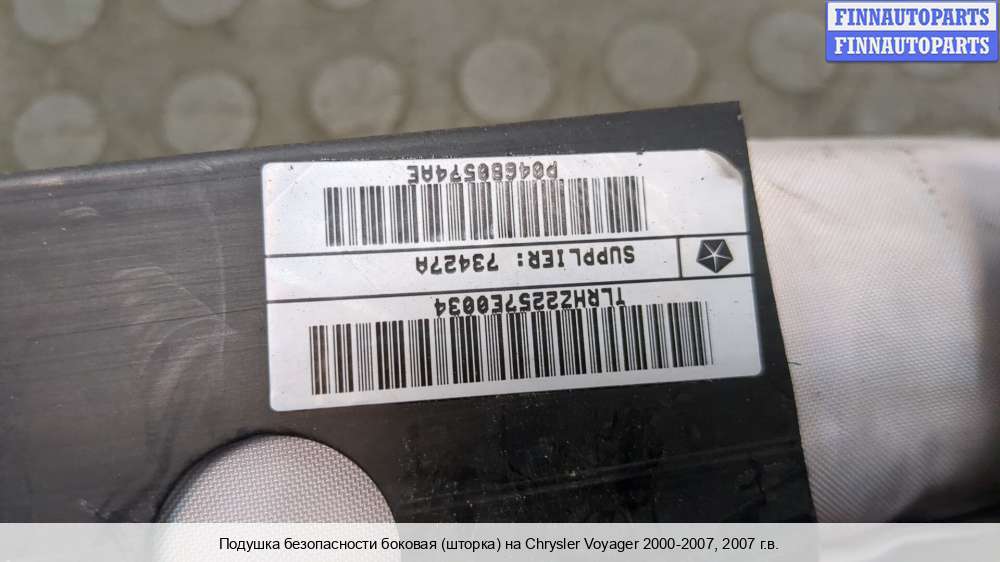 FINNAUTOPARTS
FINNAUTOPARTS
TLRHZ2257E0034
SUPPLIER: 73427A
P04680574AE
Подушка безопасности боковая (шторка) на Chrysler Voyager 2000-2007, 2007 г.в.